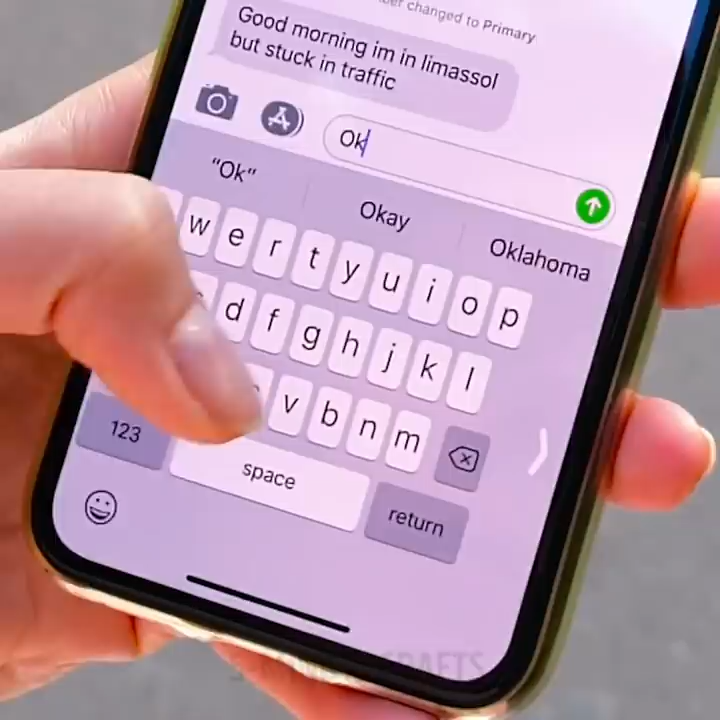 changed to Primary
Good morning im in limassol
but stuck in traffic
Ok
“Ok” Okay Oklahoma
w e r t y u i o p
d f g h j k l
v b n m
123 space return